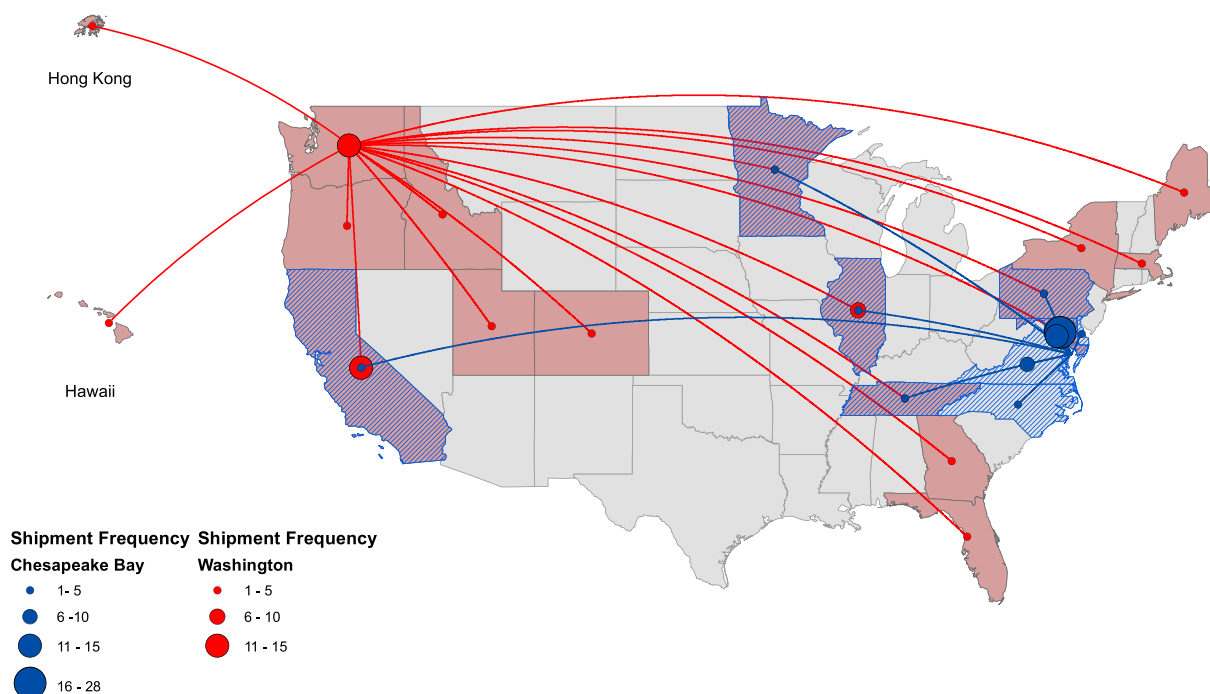 Hong Kong
Hawaii
Shipment Frequency Shipment Frequency
Chesapeake Bay Washington
1- 5 1 - 5
6 -10 6 - 10
11 - 15 11 - 15
16 - 28